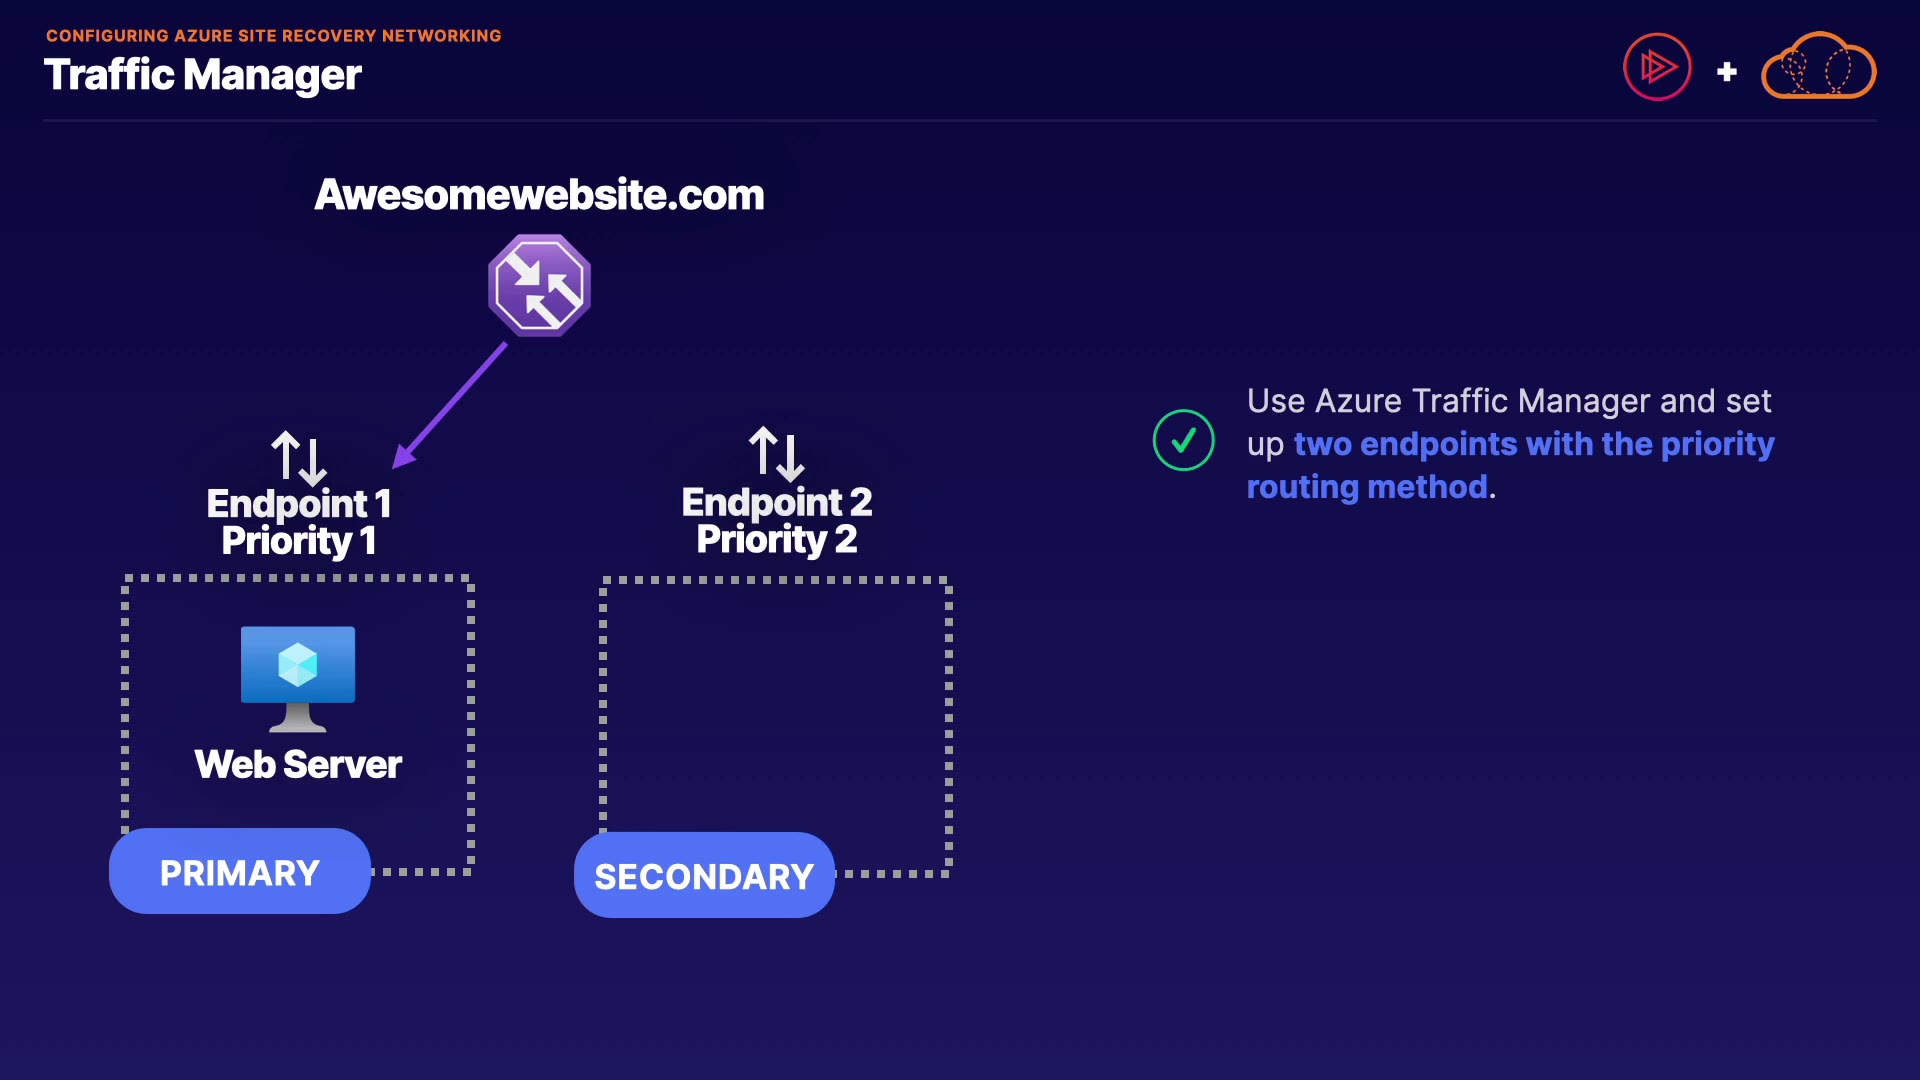 CONFIGURING AZURE SITE RECOVERY NETWORKING
Traffic Manager
Awesomewebsite.com
Endpoint 1
Priority 1
Endpoint 2
Priority 2
Web Server
PRIMARY
SECONDARY
Use Azure Traffic Manager and set
up two endpoints with the priority
routing method.